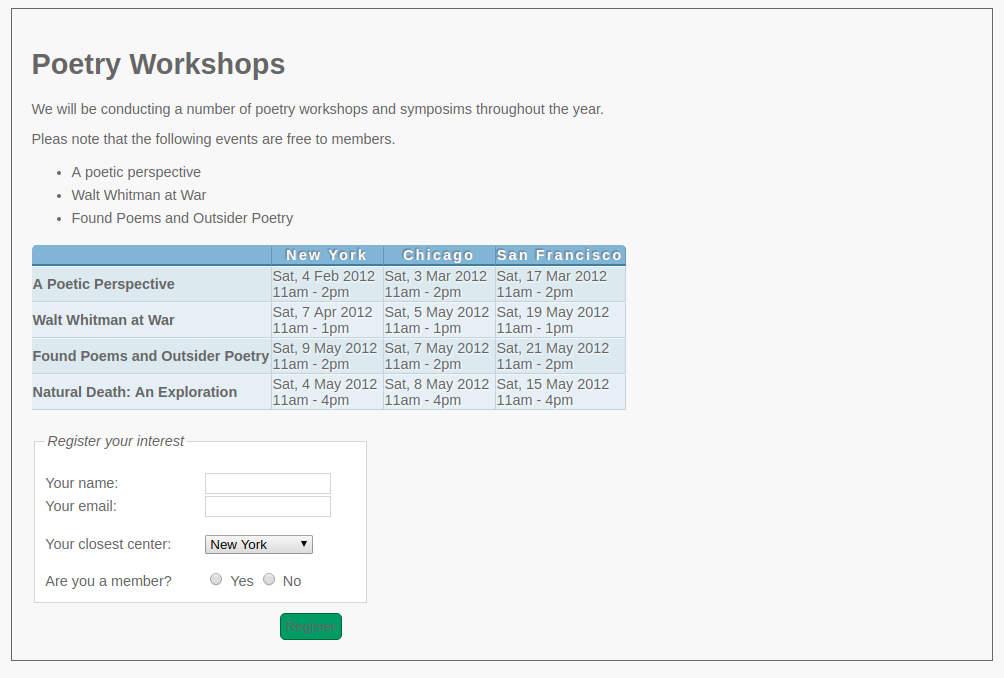 Poetry Workshops
We will be conducting a number of poetry workshops and symposims throughout the year.
Pleas note that the following events are free to members.
• A poetic perspective
• Walt Whitman at War
• Found Poems and Outsider Poetry
New York Chicago San Francisco
A Poetic Perspective Sat, 4 Feb 2012 11am - 2pm Sat, 3 Mar 2012 11am - 2pm Sat, 17 Mar 2012 11am - 2pm
Walt Whitman at War Sat, 7 Apr 2012 11am - 1pm Sat, 5 May 2012 11am - 1pm Sat, 19 May 2012 11am - 1pm
Found Poems and Outsider Poetry Sat, 9 May 2012 11am - 2pm Sat, 7 May 2012 11am - 2pm Sat, 21 May 2012 11am - 2pm
Natural Death: An Exploration Sat, 4 May 2012 11am - 4pm Sat, 8 May 2012 11am - 4pm Sat, 15 May 2012 11am - 4pm
Register your interest
Your name:
Your email:
Your closest center: New York
Are you a member? Yes No
Register